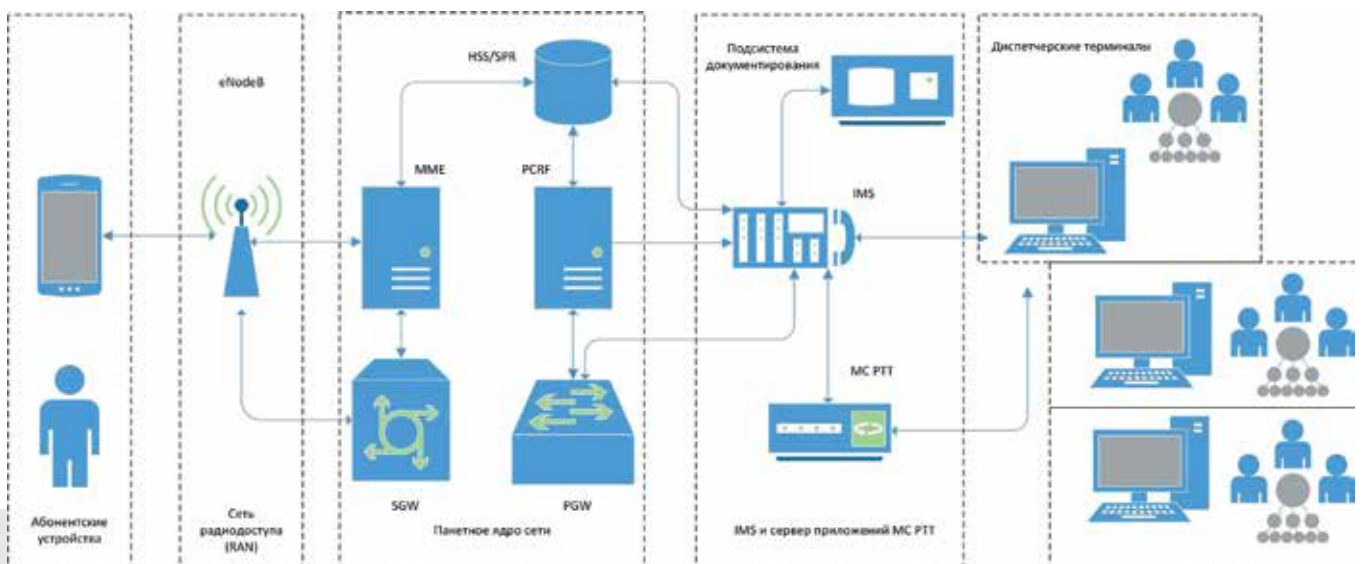 Абонентские
устройства
eNodeB
Сеть
радиодоступа
(RAN)
HSS/SPR
MME
PCRF
SGW
PGW
Пакетное ядро сети
Подсистема
документирования
IMS
MC PTT
IMS и сервер приложений MC PTT
Диспетчерские терминалы